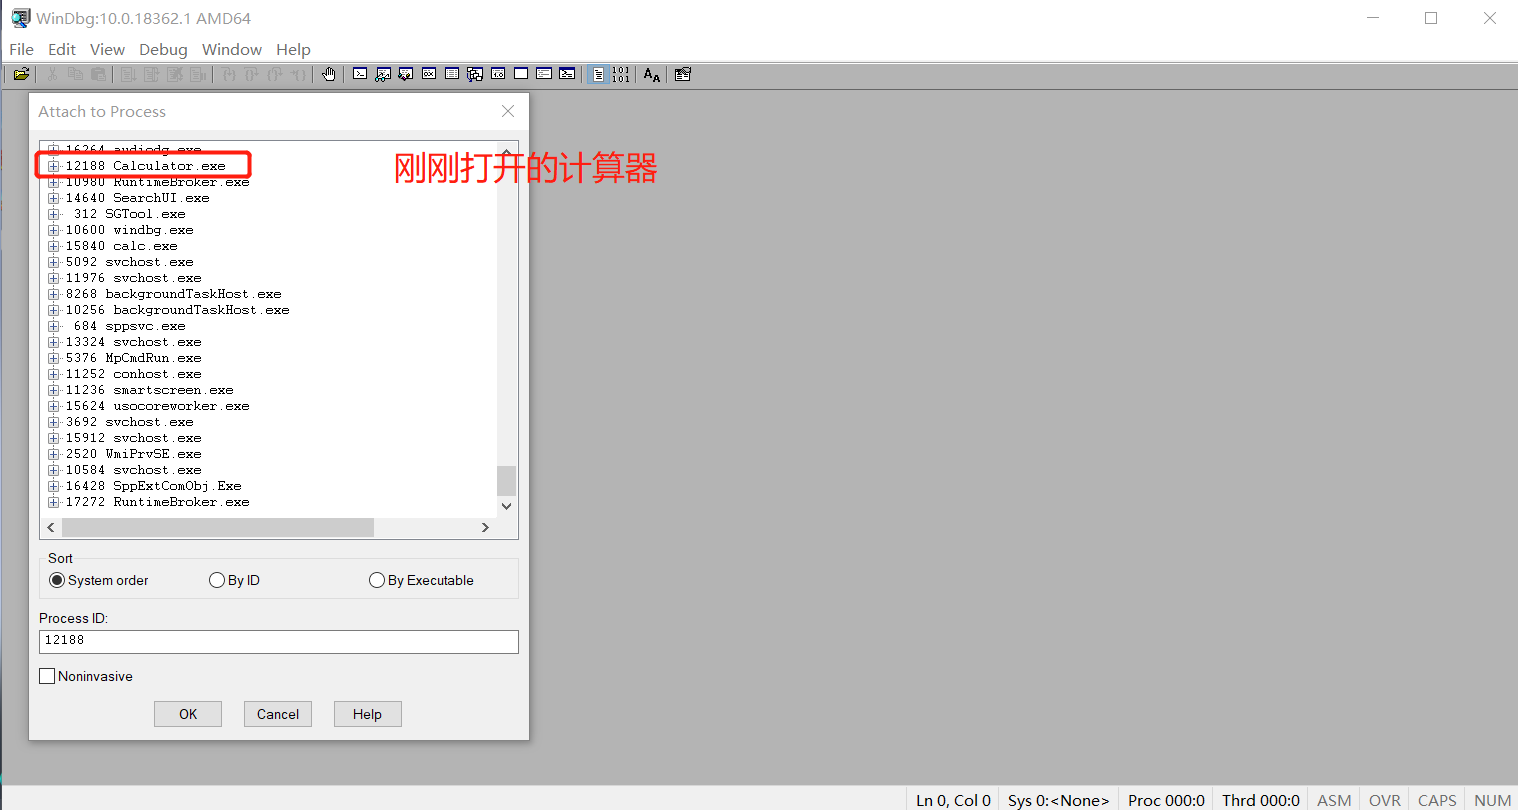 WinDbg:10.0.18362.1 AMD64
File Edit View Debug Window Help
Attach to Process
16264 audiodg.exe
12188 Calculator.exe
刚刚打开的计算器
10980 RuntimeBroker.exe
14640 SearchUI.exe
312 SGTool.exe
10600 windbg.exe
15840 calc.exe
5092 svchost.exe
11976 svchost.exe
8268 backgroundTaskHost.exe
10256 backgroundTaskHost.exe
684 sppsvc.exe
13324 svchost.exe
5376 MpCmdRun.exe
11252 conhost.exe
11236 smartscreen.exe
15624 usocoreworker.exe
3692 svchost.exe
15912 svchost.exe
2520 WmiPrvSE.exe
10584 svchost.exe
16428 SppExtComObj.Exe
17272 RuntimeBroker.exe
Sort
System order By ID By Executable
Process ID:
12188
Noninvasive
OK Cancel Help
Ln 0, Col 0 Sys 0:<None> Proc 000:0 Thrd 000:0 ASM OVR CAPS NUM